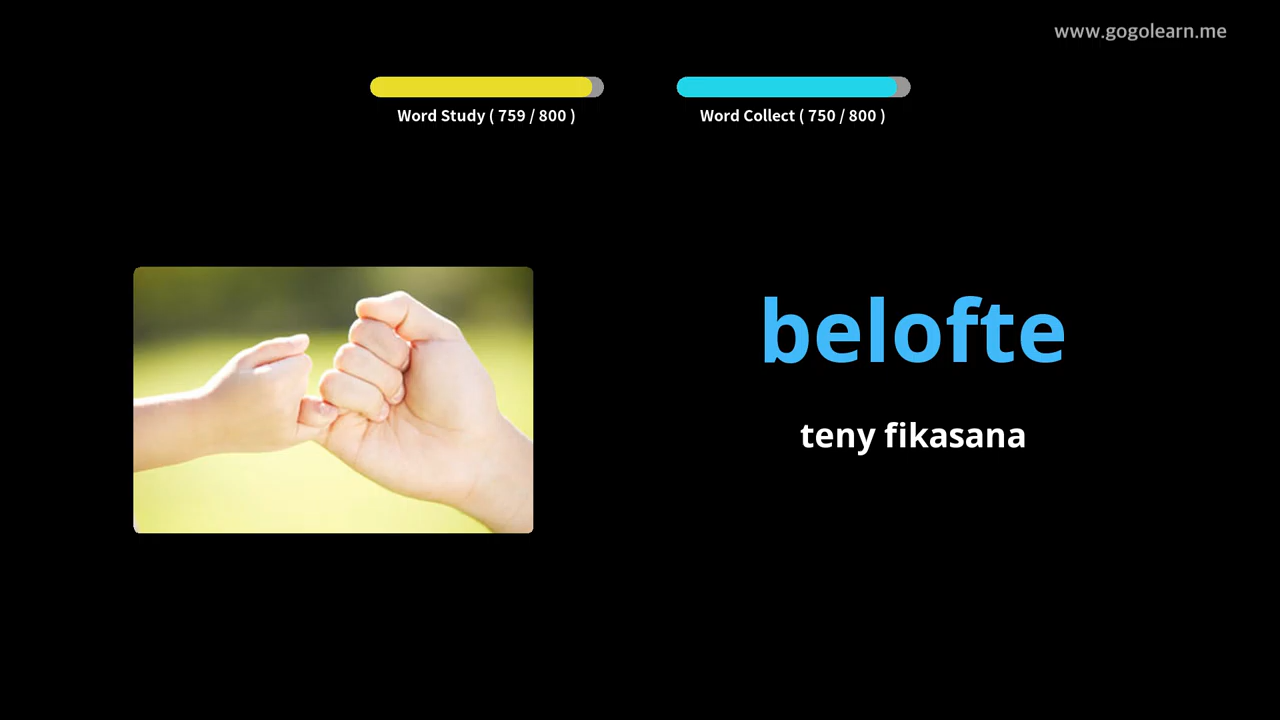 www.gogolearn.me
Word Study ( 759 / 800 )
Word Collect ( 750 / 800 )
belofte
teny fikasana